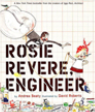 ROSIE
REVERE,
ENGINEER
by Andrea Beaty
illustrated by David Roberts